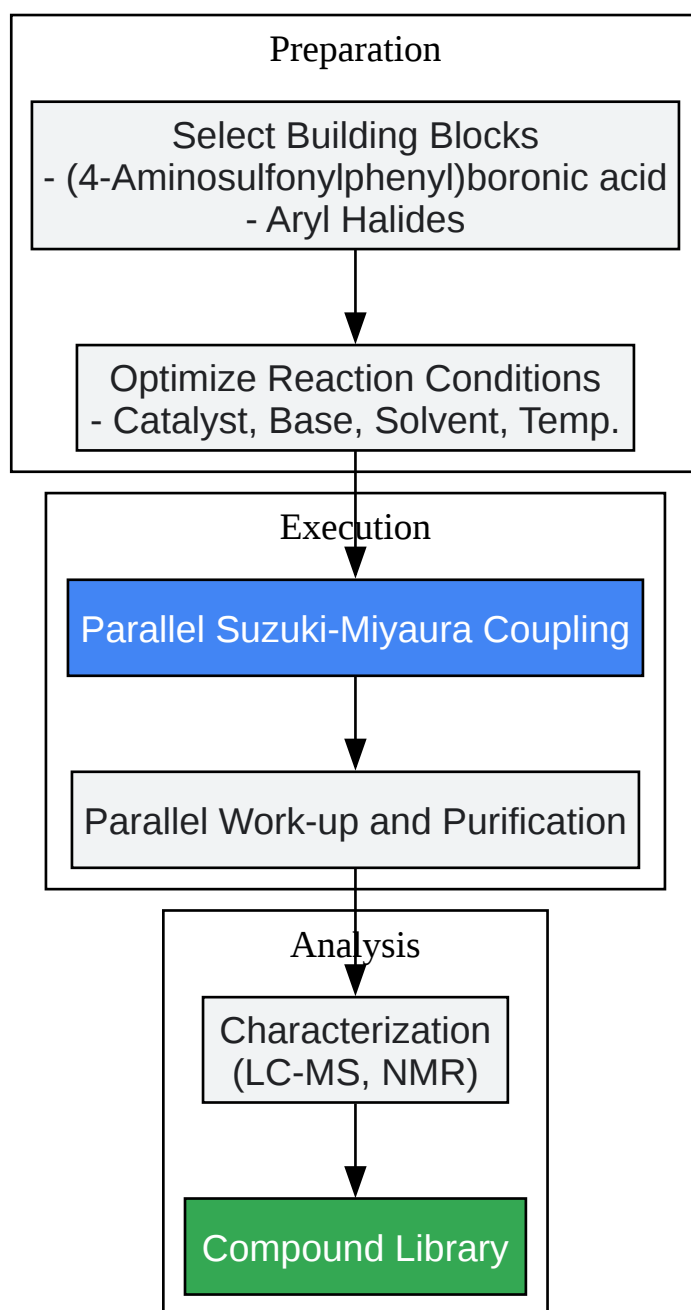 Preparation
Select Building Blocks
- (4-Aminosulfonylphenyl)boronic acid
- Aryl Halides
Optimize Reaction Conditions
- Catalyst, Base, Solvent, Temp.
Execution
Parallel Suzuki-Miyaura Coupling
Parallel Work-up and Purification
Analysis
Characterization
(LC-MS, NMR)
Compound Library